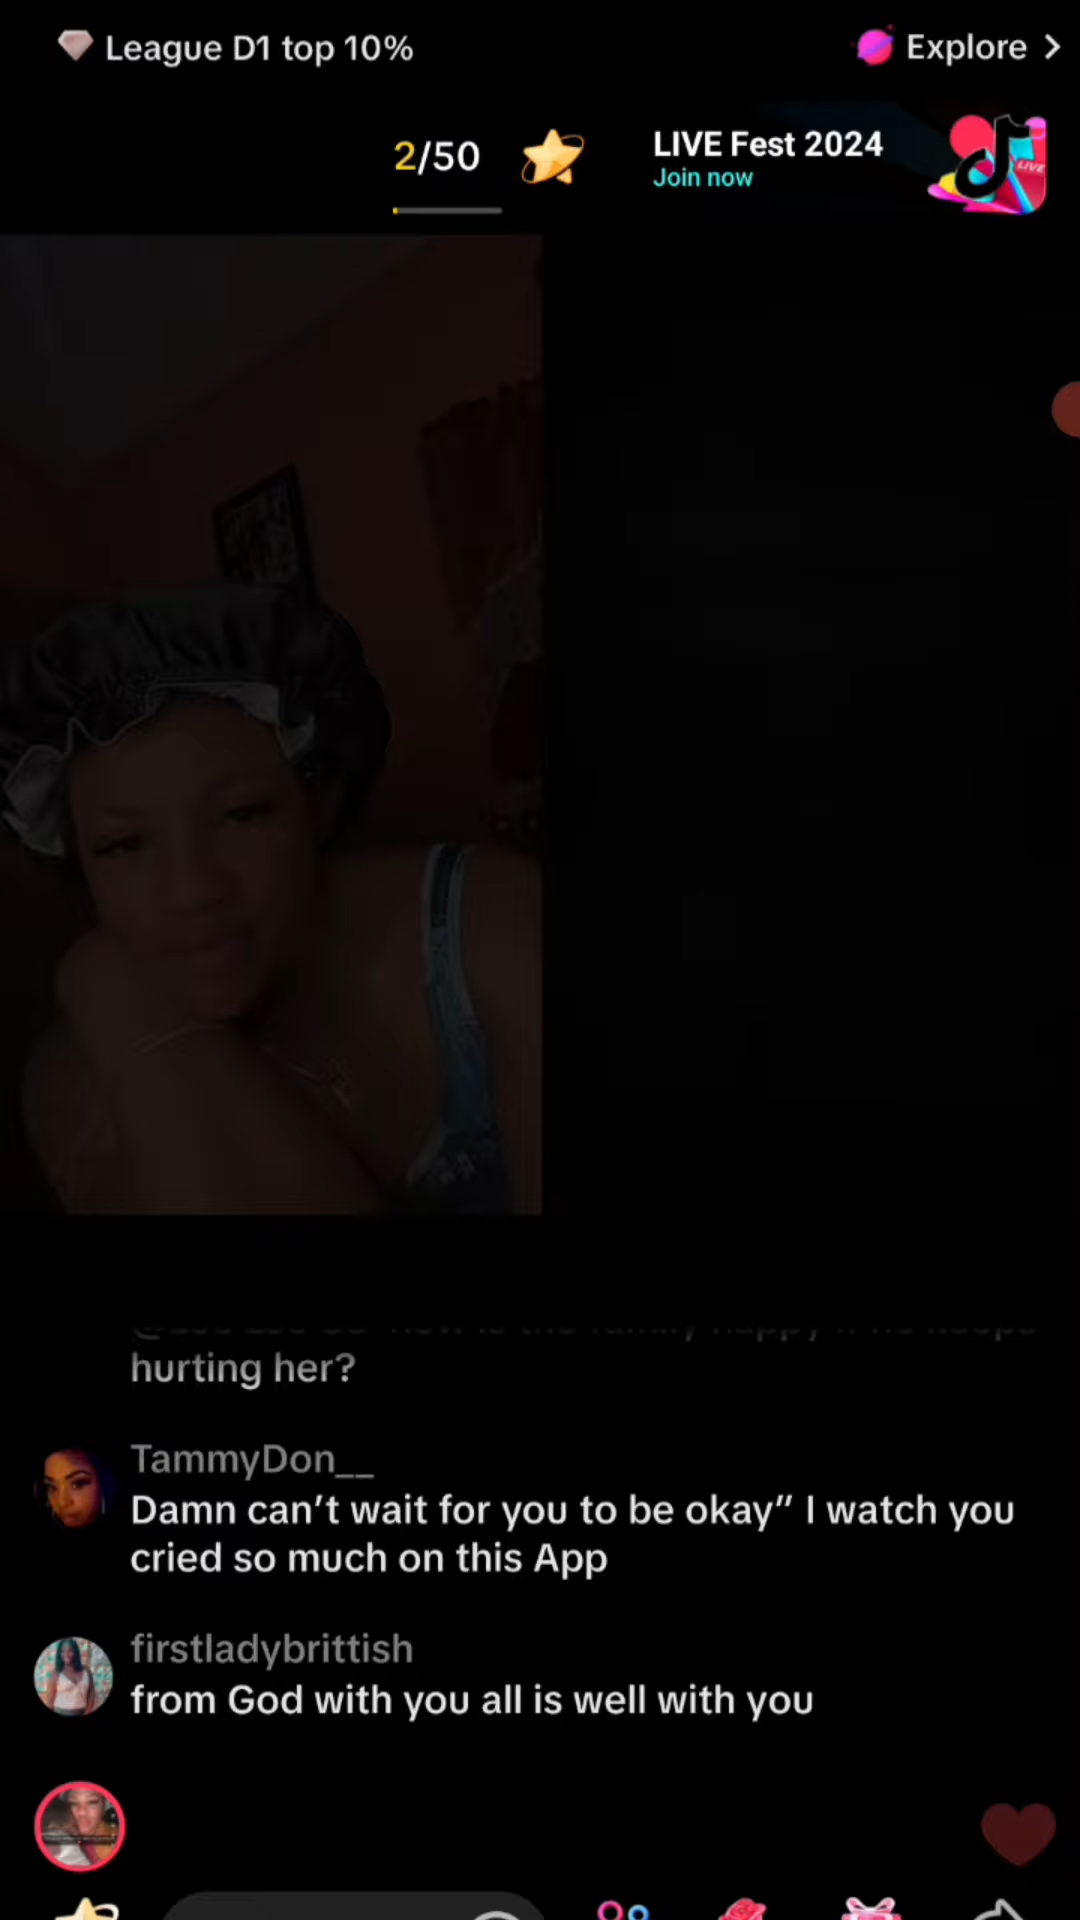 League D1 top 10%
Explore
2/50
LIVE Fest 2024
Join now
LIVE
hurting her?
TammyDon__
Damn can’t wait for you to be okay” I watch you
cried so much on this App
firstladybrittish
from God with you all is well with you